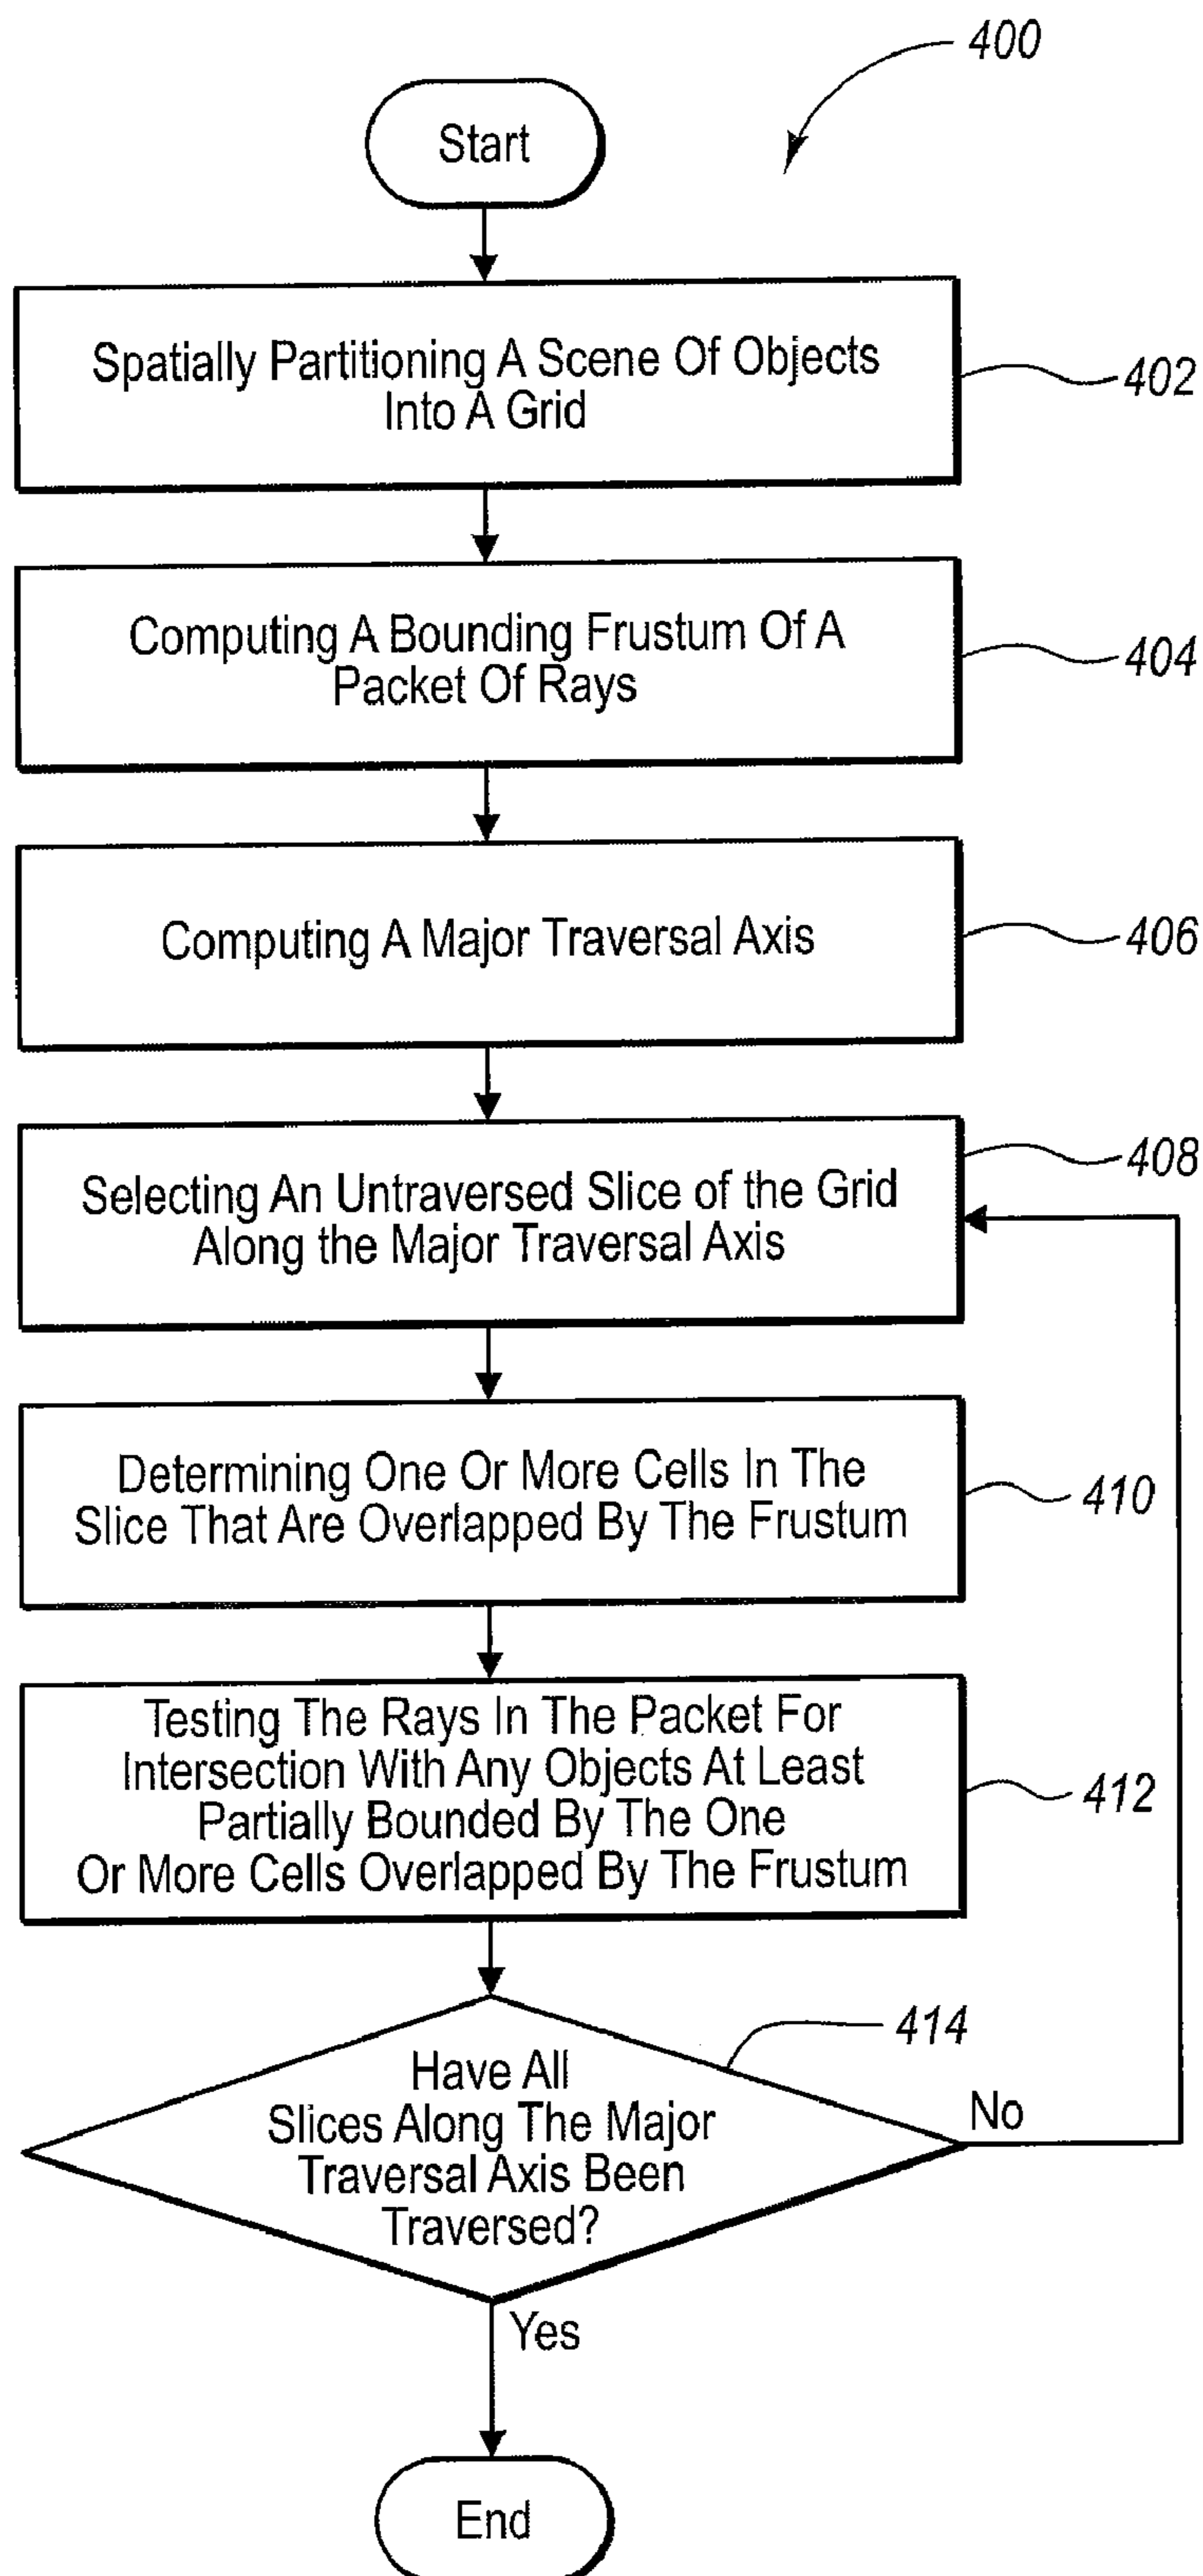 400
Start
Spatially Partitioning A Scene Of Objects
Into A Grid
402
Computing A Bounding Frustum Of A
Packet Of Rays
404
Computing A Major Traversal Axis
406
Selecting An Untraversed Slice of the Grid
Along the Major Traversal Axis
408
Determining One Or More Cells In The
Slice That Are Overlapped By The Frustum
410
Testing The Rays In The Packet For
Intersection With Any Objects At Least
Partially Bounded By The One
Or More Cells Overlapped By The Frustum
412
Have All
Slices Along The Major
Traversal Axis Been
Traversed?
414
No
Yes
End